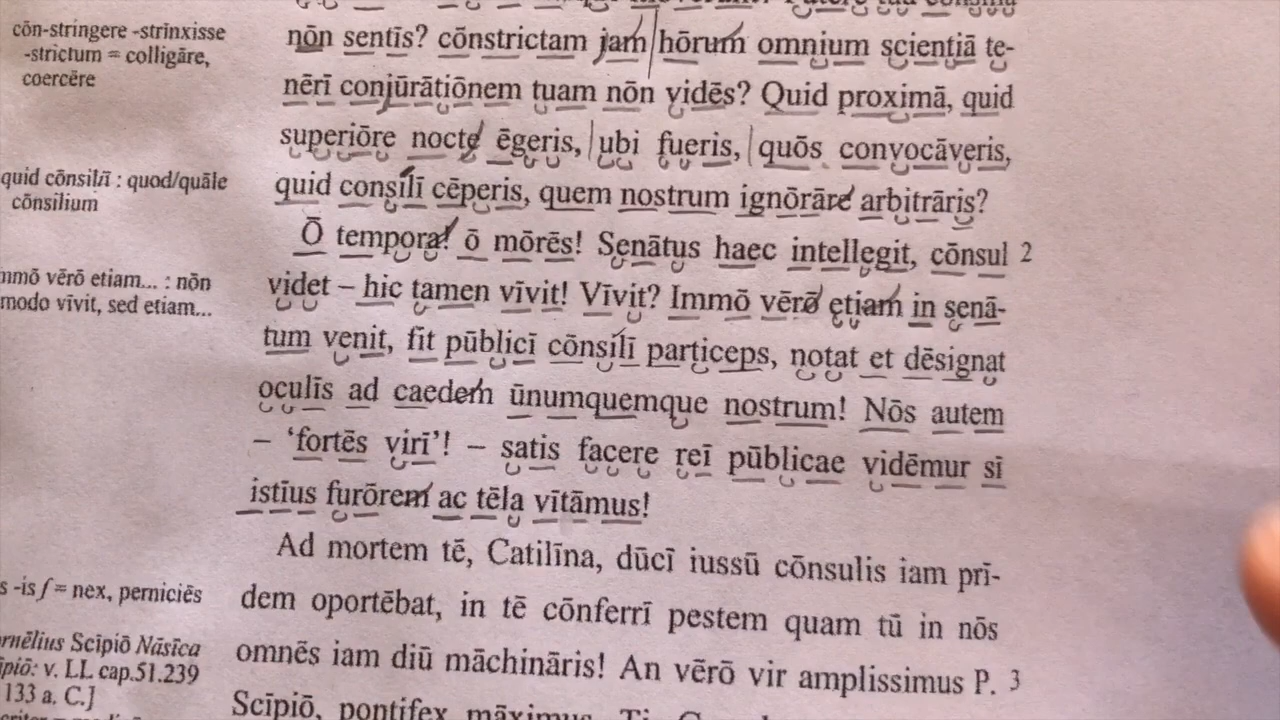 cōn-stringere -strīnxisse
-strictum = colligāre,
coercēre
nōn sentīs? cōnstrictam jam hōrum omnium scientiā te-
nērī conjūrātiōnem tuam nōn vidēs? Quid proximā, quid
superiōre nocte ēgeris, ubi fueris, quōs convocāveris,
quid cōnsilī : quod/quāle
cōnsilium
quid consilī cēperis, quem nostrum ignōrāre arbitrāris?
Ō tempora! ō mōrēs! Senātus haec intellegit, cōnsul 2
mmō vērō etiam... : nōn
modo vīvit, sed etiam...
videt – hic tamen vīvit! Vīvit? Immō vērō etiam in senā-
tum venit, fit pūblicī cōnsilī particeps, notat et dēsignat
oculīs ad caedem ūnumquemque nostrum! Nōs autem
– ‘fortēs virī’! – satis facere reī pūblicae vidēmur sī
istīus furōrem ac tēla vītāmus!
Ad mortem tē, Catilīna, dūcī iussū cōnsulis iam prī-
s -is f = nex, perniciēs
dem oportēbat, in tē cōnferrī pestem quam tū in nōs
omnēs iam diū māchināris! An vērō vir amplissimus P. 3
rnēlius Scīpiō Nāsīca
īpiō: v. LL cap.51.239
133 a. C.]
Scīpiō, pontifex māximus, Ti.